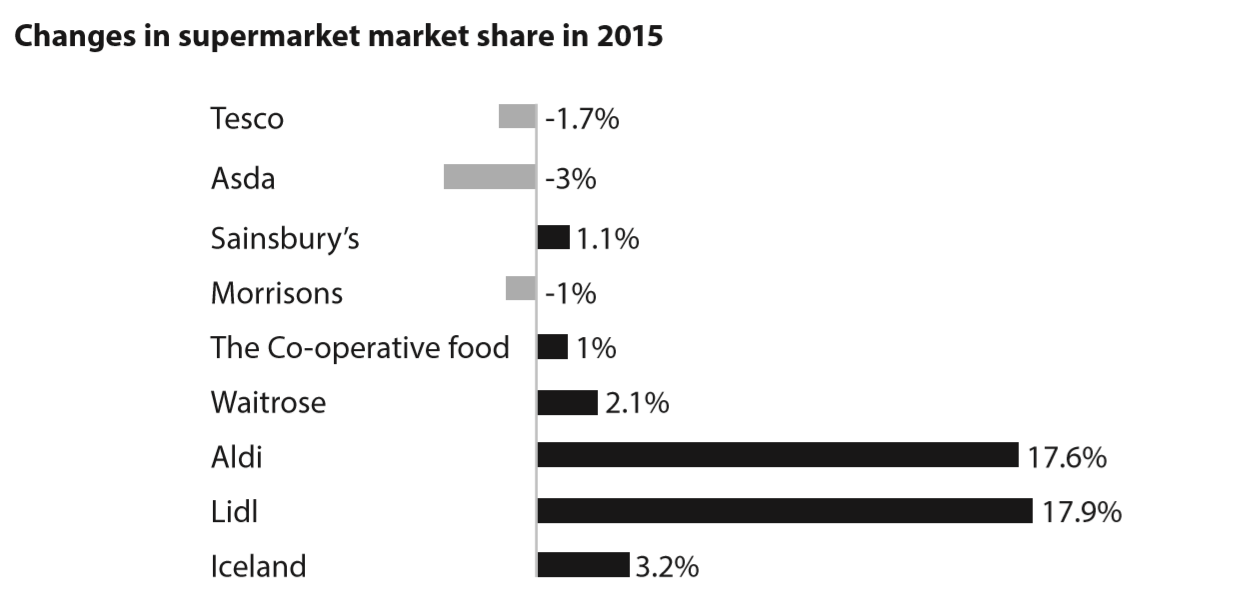 Changes in supermarket market share in 2015
Tesco -1.7%
Asda -3%
Sainsbury’s 1.1%
Morrisons -1%
The Co-operative food 1%
Waitrose 2.1%
Aldi 17.6%
Lidl 17.9%
Iceland 3.2%